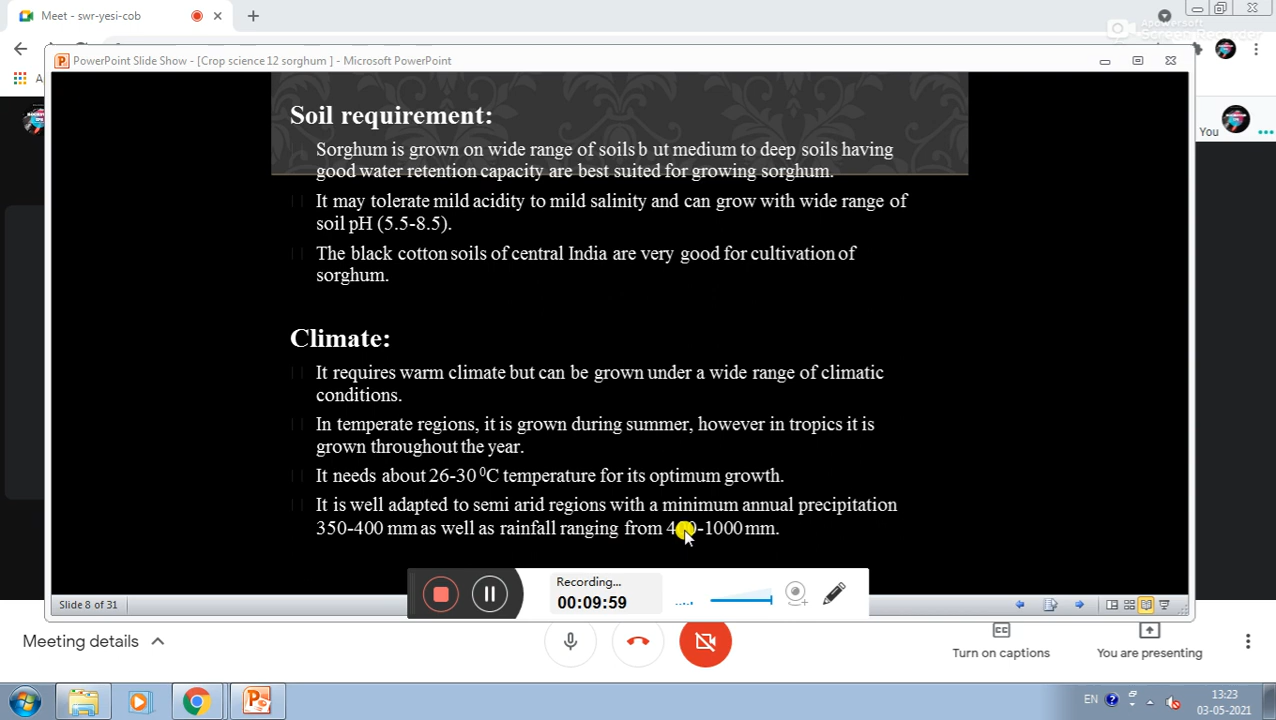 Meet - swr-yesi-cob
Apowersoft
Screen Recorder
PowerPoint Slide Show - [Crop science 12 sorghum ] - Microsoft PowerPoint
A
You
Soil requirement:
Sorghum is grown on wide range of soils b ut medium to deep soils having
good water retention capacity are best suited for growing sorghum.
It may tolerate mild acidity to mild salinity and can grow with wide range of
soil pH (5.5-8.5).
The black cotton soils of central India are very good for cultivation of
sorghum.
Climate:
It requires warm climate but can be grown under a wide range of climatic
conditions.
In temperate regions, it is grown during summer, however in tropics it is
grown throughout the year.
It needs about 26-30 ⁰C temperature for its optimum growth.
It is well adapted to semi arid regions with a minimum annual precipitation
350-400 mm as well as rainfall ranging from -1000 mm.
Recording...
00:09:59
Slide 8 of 31
Meeting details
Turn on captions
You are presenting
EN
13:23
03-05-2021